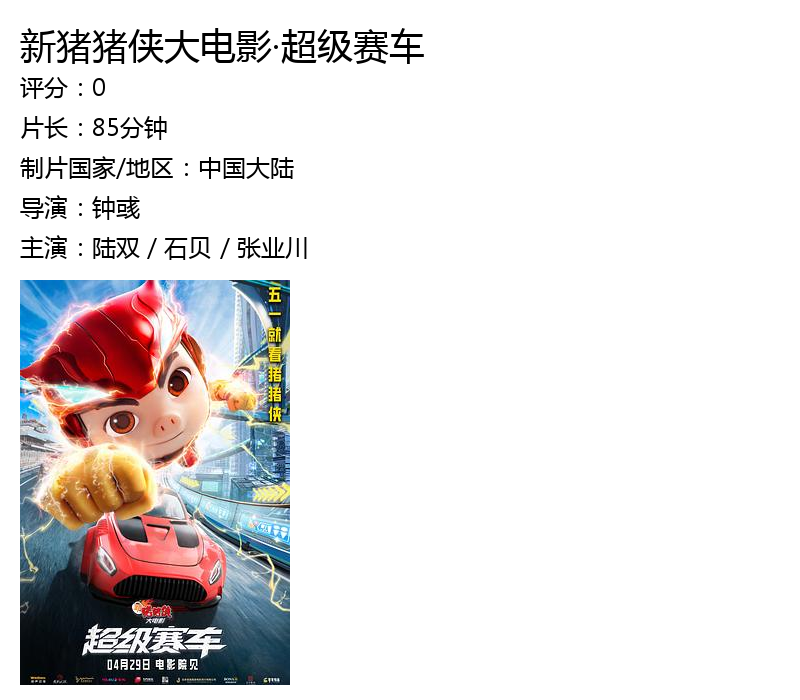 新猪猪侠大电影·超级赛车
评分：0
片长：85分钟
制片国家/地区：中国大陆
导演：钟彧
主演：陆双 / 石贝 / 张业川
五一就看猪猪侠
猪猪侠
大电影
超级赛车
04月29日 电影院见